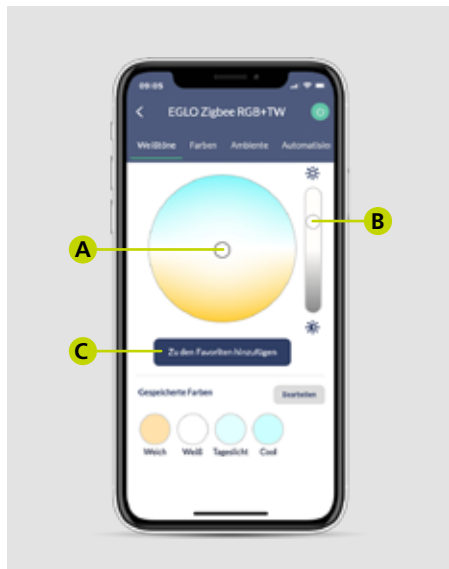 09:05
EGLO Zigbee RGB+TW
Weißtöne Farben Ambiente Automatisier
A
B
C
Zu den Favoriten hinzufügen
Gespeicherte Farben
Bearbeiten
Weich Weiß Tageslicht Cool